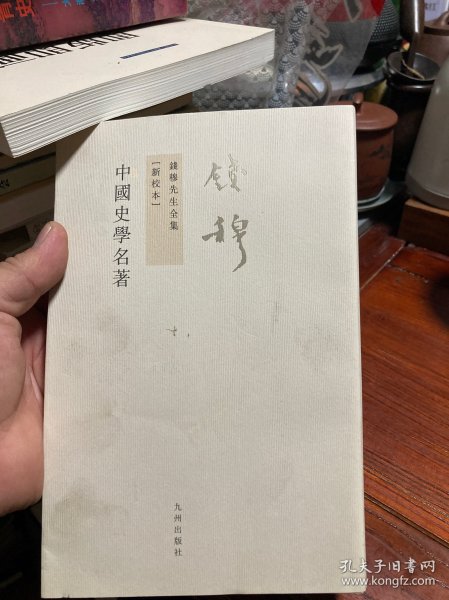 中國史學名著
錢穆先生全集
［新校本］
錢穆
九州出版社
孔夫子旧书网
www.kongfz.com